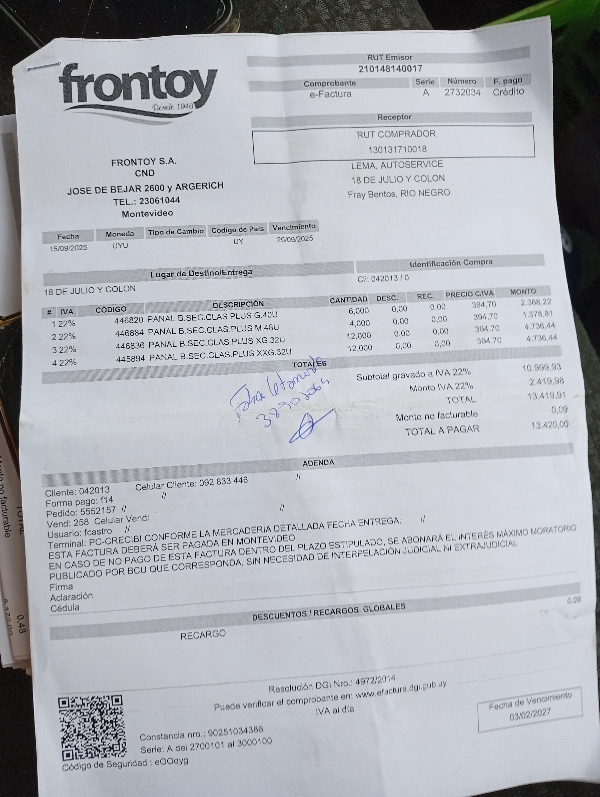 frontoy
Desde 1946
RUT Emisor
210148140017
Comprobante Serie Número F. pago
e-Factura A 2732034 Crédito
Receptor
RUT COMPRADOR
130131710018
LEMA, AUTOSERVICE
18 DE JULIO Y COLON
Fray Bentos, RIO NEGRO
FRONTOY S.A.
CND
JOSE DE BEJAR 2600 y ARGERICH
TEL.: 23061044
Montevideo
Fecha Moneda Tipo de Cambio Código de País Vencimiento
15/09/2025 UYU UY 29/09/2025
Lugar de Destino/Entrega Identificación Compra
18 DE JULIO Y COLON CI: 042013 / 0
# IVA CÓDIGO DESCRIPCIÓN CANTIDAD DESC. REC. PRECIO C.IVA MONTO
1 22% 446820 PANAL B.SEC.CLAS PLUS G.40U 6,000 0,00 0,00 394,70 2.368,22
2 22% 446684 PANAL B.SEC.CLAS PLUS M.48U 4,000 0,00 0,00 394,70 1.578,81
3 22% 446836 PANAL B.SEC.CLAS.PLUS XG.32U 12,000 0,00 0,00 394,70 4.736,44
4 22% 445894 PANAL B.SEC.CLAS.PLUS XXG.32U 12,000 0,00 0,00 394,70 4.736,44
TOTALES
Subtotal gravado a IVA 22% 10.999,93
Monto IVA 22% 2.419,98
TOTAL 13.419,91
Monto no facturable 0,09
TOTAL A PAGAR 13.420,00
ADENDA
Cliente: 042013 Celular Cliente: 092 833 446 //
Forma pago: f14
Pedido: 5552157 // //
Vend: 258 Celular Vend:
Usuario: fcastro //
Terminal: PC-CREC.BI CONFORME LA MERCADERIA DETALLADA FECHA ENTREGA: //
ESTA FACTURA DEBERÁ SER PAGADA EN MONTEVIDEO
EN CASO DE NO PAGO DE ESTA FACTURA DENTRO DEL PLAZO ESTIPULADO, SE ABONARÁ EL INTERÉS MÁXIMO MORATORIO
PUBLICADO POR BCU QUE CORRESPONDA, SIN NECESIDAD DE INTERPELACIÓN JUDICIAL NI EXTRAJUDICIAL
Firma
Aclaración
Cédula
DESCUENTOS / RECARGOS GLOBALES
RECARGO 0,09
Resolución DGI Nro.: 4972/2014
Puede verificar el comprobante en: www.efactura.dgi.gub.uy
IVA al día
Constancia nro.: 90251034388
Serie: A del 2700101 al 3000100
Código de Seguridad : eOOayg
Fecha de Vencimiento
03/02/2027